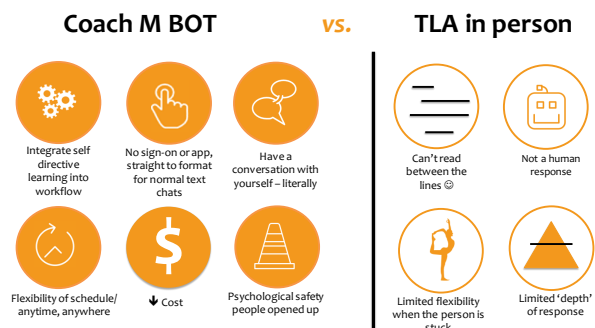 Coach M BOT
vs.
TLA in person
Integrate self
directive
learning into
workflow
No sign-on or app,
straight to format
for normal text
chats
Have a
conversation with
yourself – literally
Can't read
between the
lines ☺
Not a human
response
$
Flexibility of schedule/
anytime, anywhere
🡻 Cost
Psychological safety
people opened up
Limited flexibility
when the person is
stuck
Limited 'depth'
of response